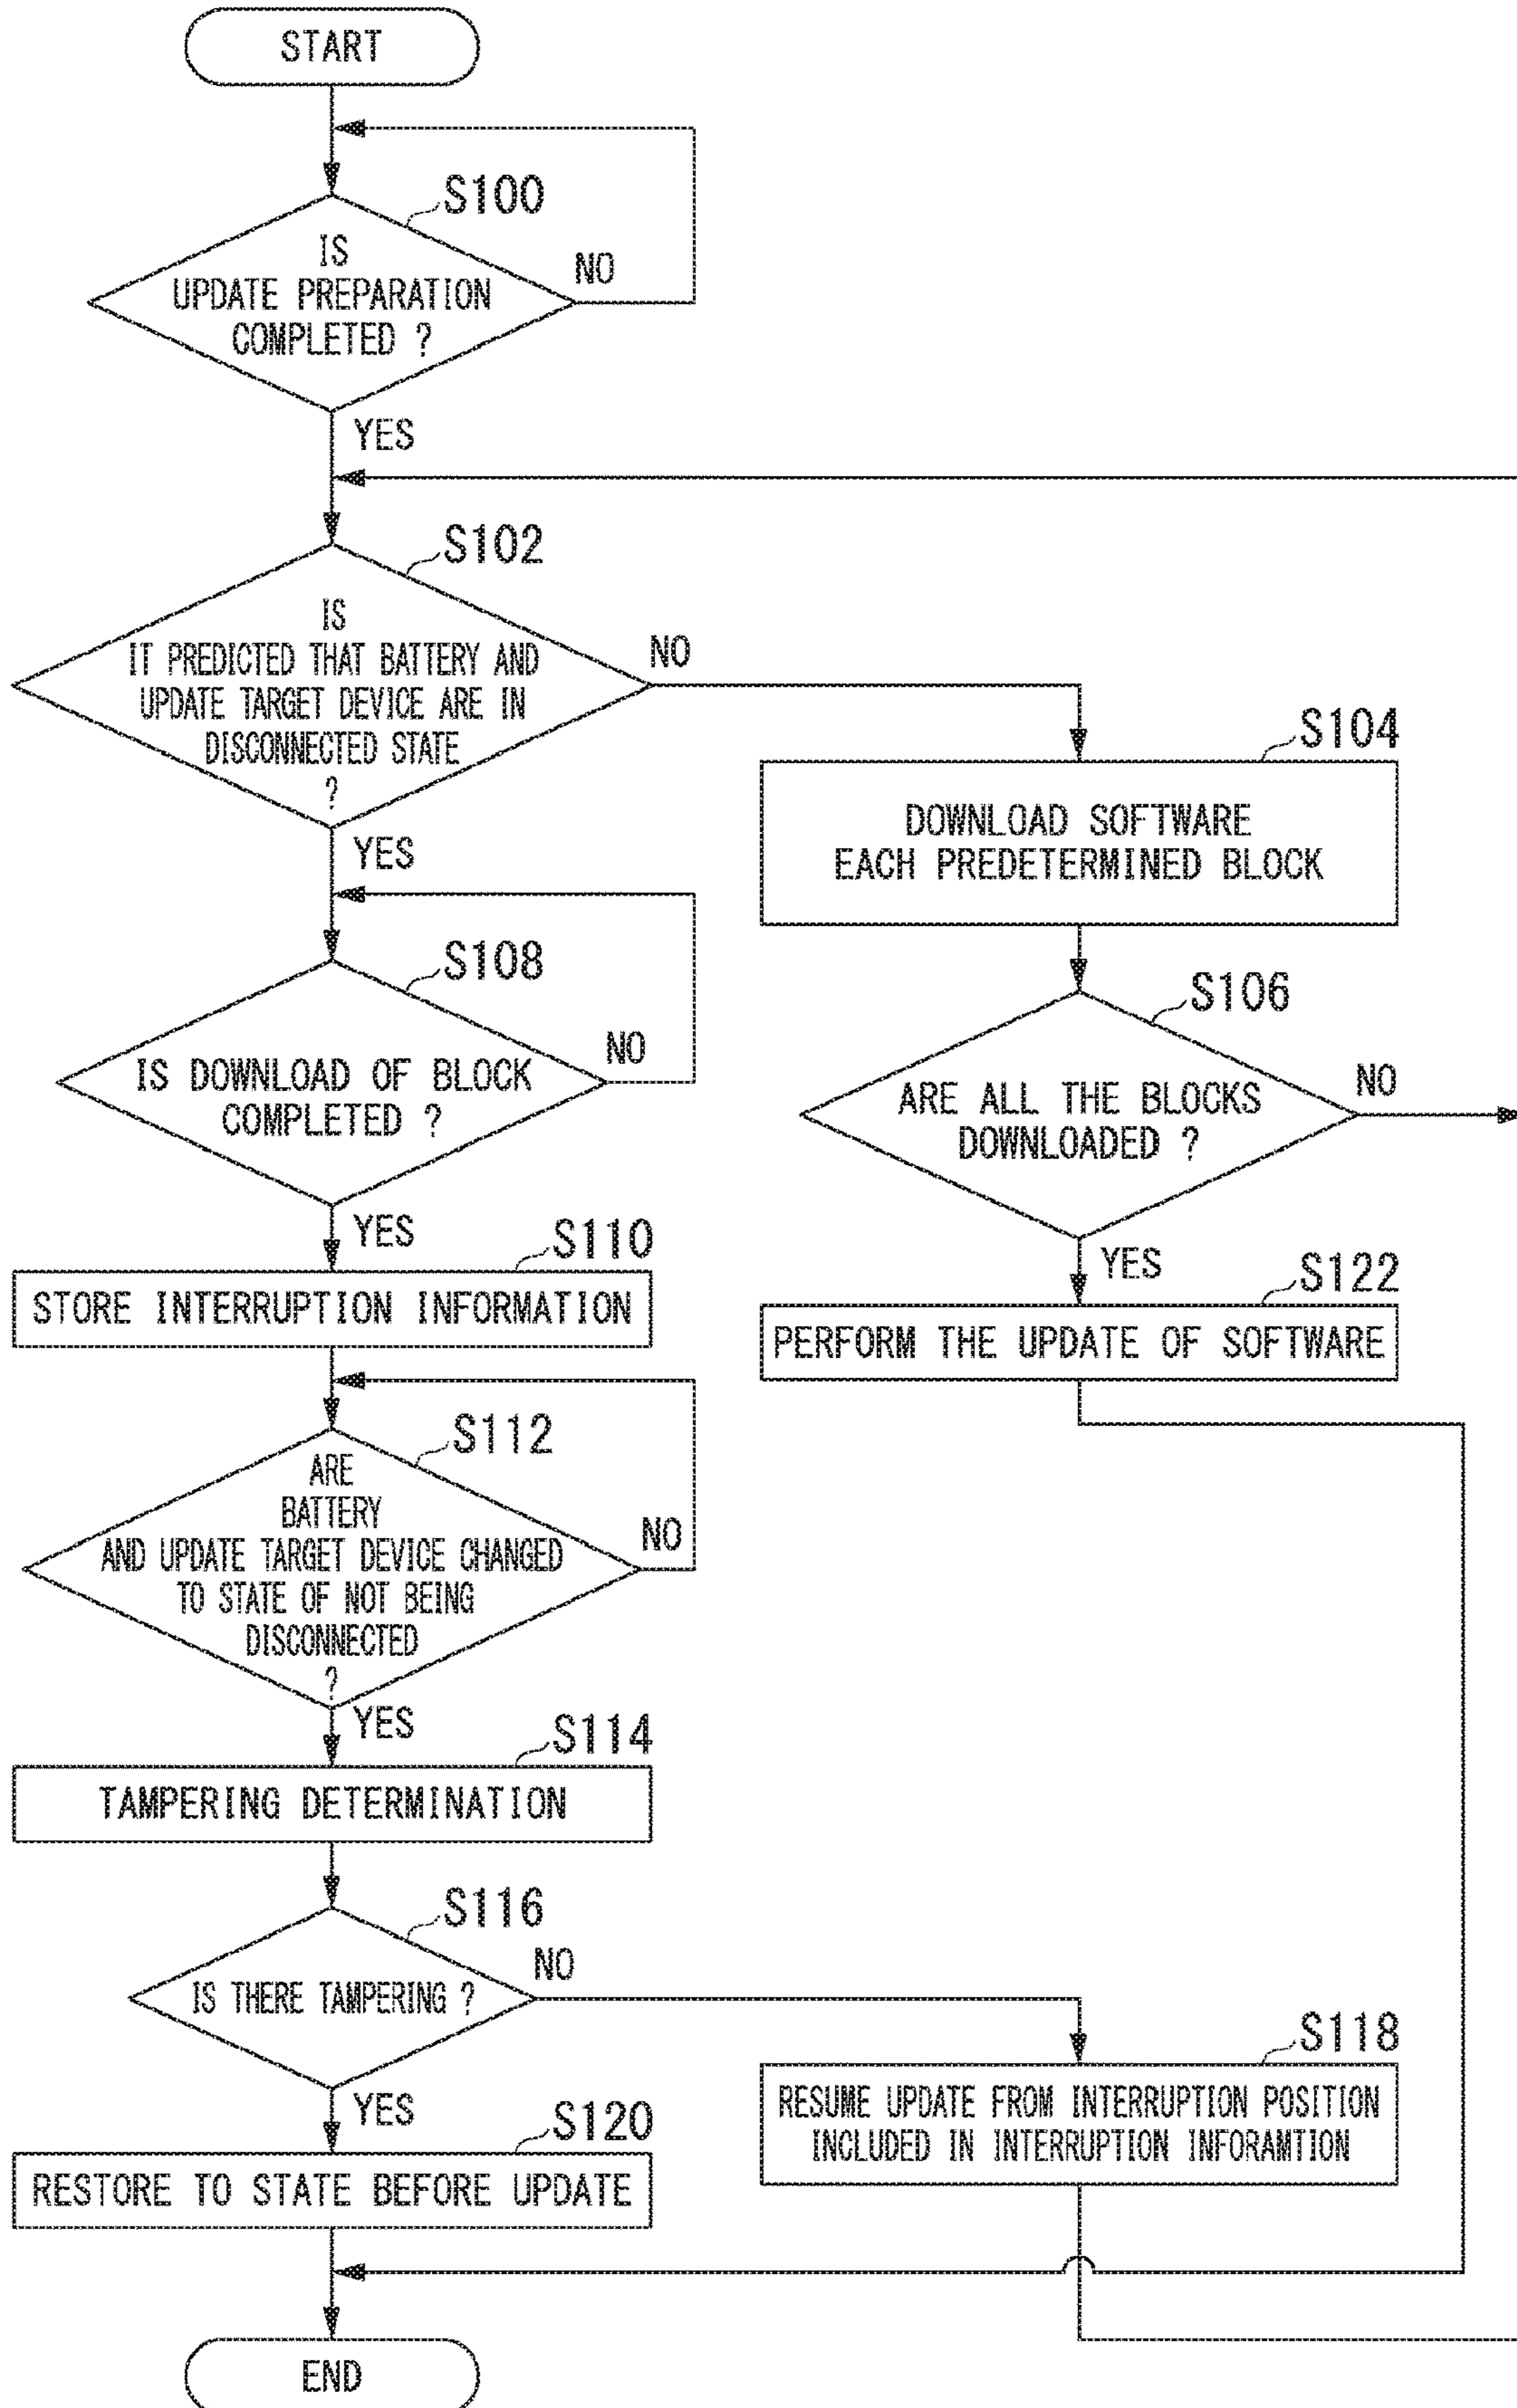 START
S100
IS
UPDATE PREPARATION
COMPLETED ?
NO
YES
S102
IS
IT PREDICTED THAT BATTERY AND
UPDATE TARGET DEVICE ARE IN
DISCONNECTED STATE
?
NO
YES
S104
DOWNLOAD SOFTWARE
EACH PREDETERMINED BLOCK
S106
ARE ALL THE BLOCKS
DOWNLOADED ?
NO
YES
S122
PERFORM THE UPDATE OF SOFTWARE
S108
IS DOWNLOAD OF BLOCK
COMPLETED ?
NO
YES
S110
STORE INTERRUPTION INFORMATION
S112
ARE
BATTERY
AND UPDATE TARGET DEVICE CHANGED
TO STATE OF NOT BEING
DISCONNECTED
?
NO
YES
S114
TAMPERING DETERMINATION
S116
IS THERE TAMPERING ?
NO
YES
S118
RESUME UPDATE FROM INTERRUPTION POSITION
INCLUDED IN INTERRUPTION INFORAMTION
S120
RESTORE TO STATE BEFORE UPDATE
END